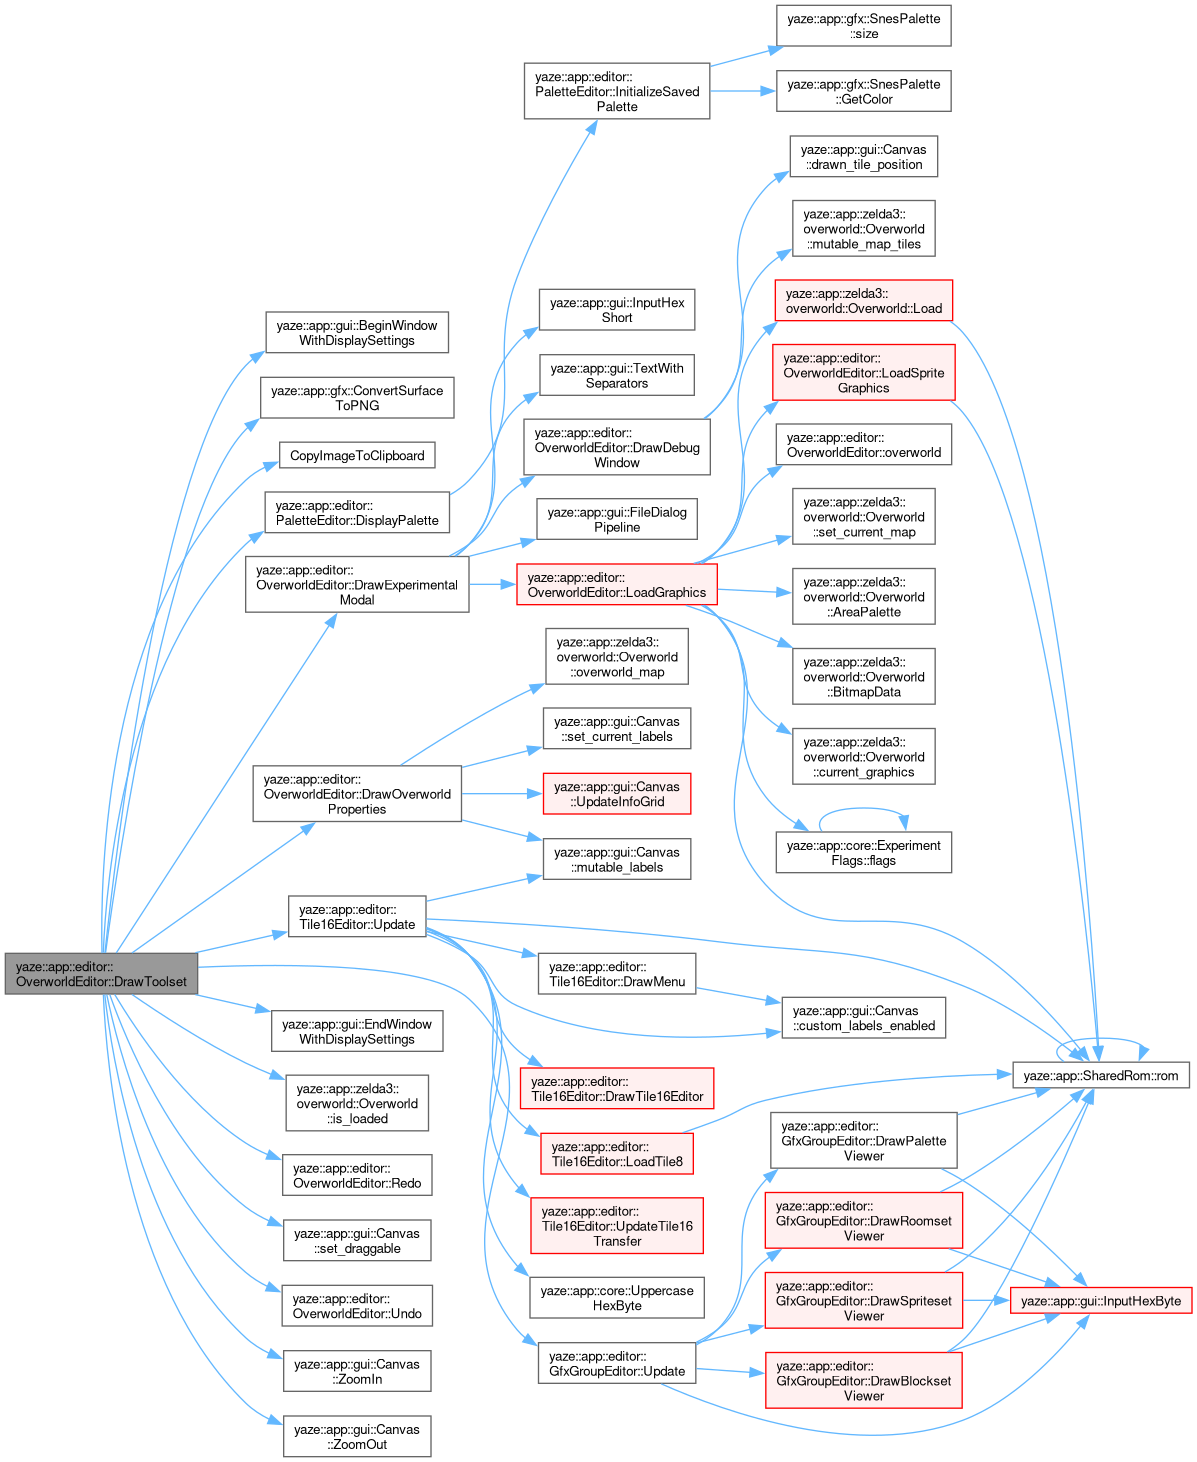 yaze::app::editor::
OverworldEditor::DrawToolset
yaze::app::gui::BeginWindow
WithDisplaySettings
yaze::app::gfx::ConvertSurface
ToPNG
CopyImageToClipboard
yaze::app::editor::
PaletteEditor::DisplayPalette
yaze::app::editor::
OverworldEditor::DrawExperimental
Modal
yaze::app::editor::
OverworldEditor::DrawOverworld
Properties
yaze::app::editor::
Tile16Editor::Update
yaze::app::gui::EndWindow
WithDisplaySettings
yaze::app::zelda3::
overworld::Overworld
::is_loaded
yaze::app::editor::
OverworldEditor::Redo
yaze::app::gui::Canvas
::set_draggable
yaze::app::editor::
OverworldEditor::Undo
yaze::app::gui::Canvas
::ZoomIn
yaze::app::gui::Canvas
::ZoomOut
yaze::app::editor::
PaletteEditor::InitializeSaved
Palette
yaze::app::gui::InputHex
Short
yaze::app::gui::TextWith
Separators
yaze::app::editor::
OverworldEditor::DrawDebug
Window
yaze::app::gui::FileDialog
Pipeline
yaze::app::editor::
OverworldEditor::LoadGraphics
yaze::app::zelda3::
overworld::Overworld
::overworld_map
yaze::app::gui::Canvas
::set_current_labels
yaze::app::gui::Canvas
::UpdateInfoGrid
yaze::app::gui::Canvas
::mutable_labels
yaze::app::editor::
Tile16Editor::DrawMenu
yaze::app::editor::
Tile16Editor::DrawTile16Editor
yaze::app::editor::
Tile16Editor::LoadTile8
yaze::app::editor::
Tile16Editor::UpdateTile16
Transfer
yaze::app::core::Uppercase
HexByte
yaze::app::editor::
GfxGroupEditor::Update
yaze::app::gfx::SnesPalette
::size
yaze::app::gfx::SnesPalette
::GetColor
yaze::app::gui::Canvas
::drawn_tile_position
yaze::app::zelda3::
overworld::Overworld
::mutable_map_tiles
yaze::app::zelda3::
overworld::Overworld::Load
yaze::app::editor::
OverworldEditor::LoadSprite
Graphics
yaze::app::editor::
OverworldEditor::overworld
yaze::app::zelda3::
overworld::Overworld
::set_current_map
yaze::app::zelda3::
overworld::Overworld
::AreaPalette
yaze::app::zelda3::
overworld::Overworld
::BitmapData
yaze::app::zelda3::
overworld::Overworld
::current_graphics
yaze::app::core::Experiment
Flags::flags
yaze::app::gui::Canvas
::custom_labels_enabled
yaze::app::editor::
GfxGroupEditor::DrawPalette
Viewer
yaze::app::editor::
GfxGroupEditor::DrawRoomset
Viewer
yaze::app::editor::
GfxGroupEditor::DrawSpriteset
Viewer
yaze::app::editor::
GfxGroupEditor::DrawBlockset
Viewer
yaze::app::SharedRom::rom
yaze::app::gui::InputHexByte